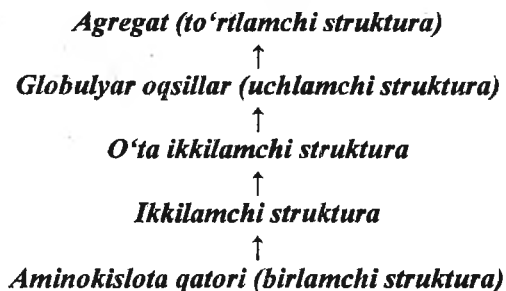 Agregat (to‘rtlamchi struktura)
↑
Globulyar oqsillar (uchlamchi struktura)
↑
O‘ta ikkilamchi struktura
↑
Ikkilamchi struktura
↑
Aminokislota qatori (birlamchi struktura)